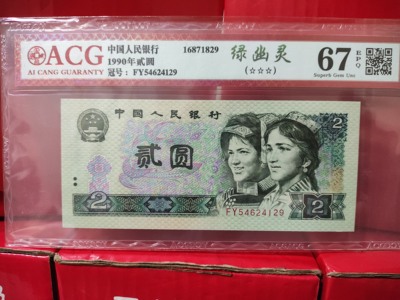 ACG
AI CANG GUARANTEE
中国人民银行
1990年贰圆
冠号：FY54624129
16871829
绿幽灵
(☆☆☆)
67 EPQ
Superb Gem Unc
中国人民银行
2
贰圆
2
FY54624129
2